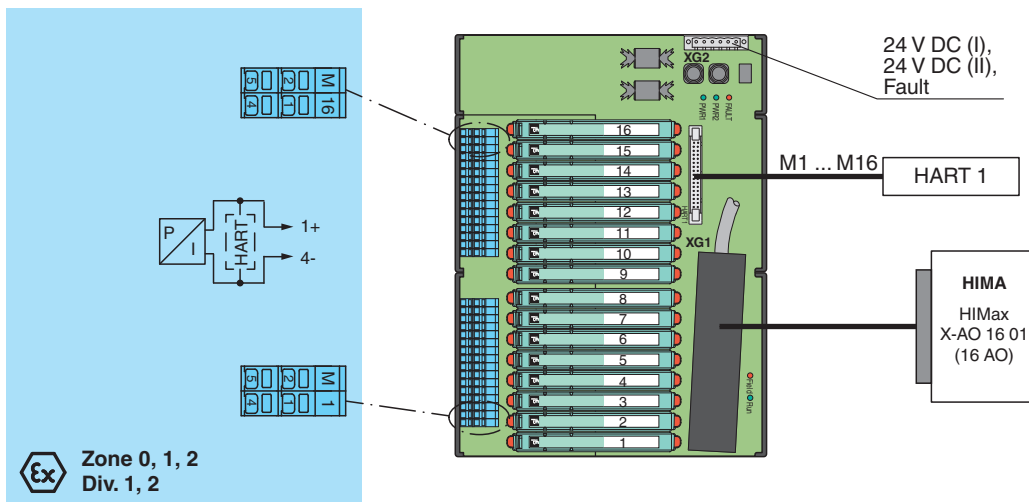 24 V DC (I),
24 V DC (II),
Fault
XG2
PWR1
PWR2
FAULT
5 2 M
4 1 16
16
15
14
13
12
11
10
9
8
7
6
5
4
3
2
1
M1 ... M16
HART 1
XG1
P
I
HART
1+
4-
HIMA
HIMax
X-AO 16 01
(16 AO)
Field
Run
5 2 M
4 1 1
Ex
Zone 0, 1, 2
Div. 1, 2